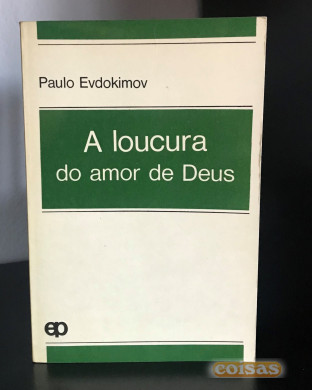 Paulo Evdokimov
A loucura
do amor de Deus
ep
coisas